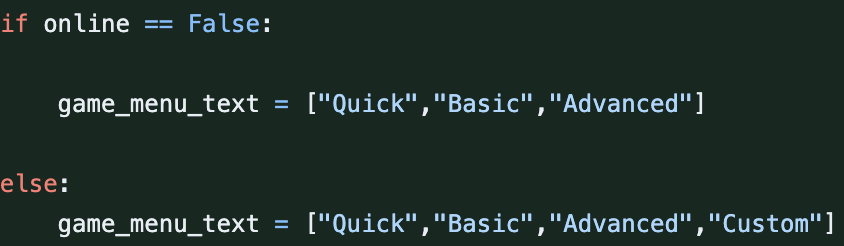 if online == False:
    game_menu_text = ["Quick","Basic","Advanced"]
else:
    game_menu_text = ["Quick","Basic","Advanced","Custom"]